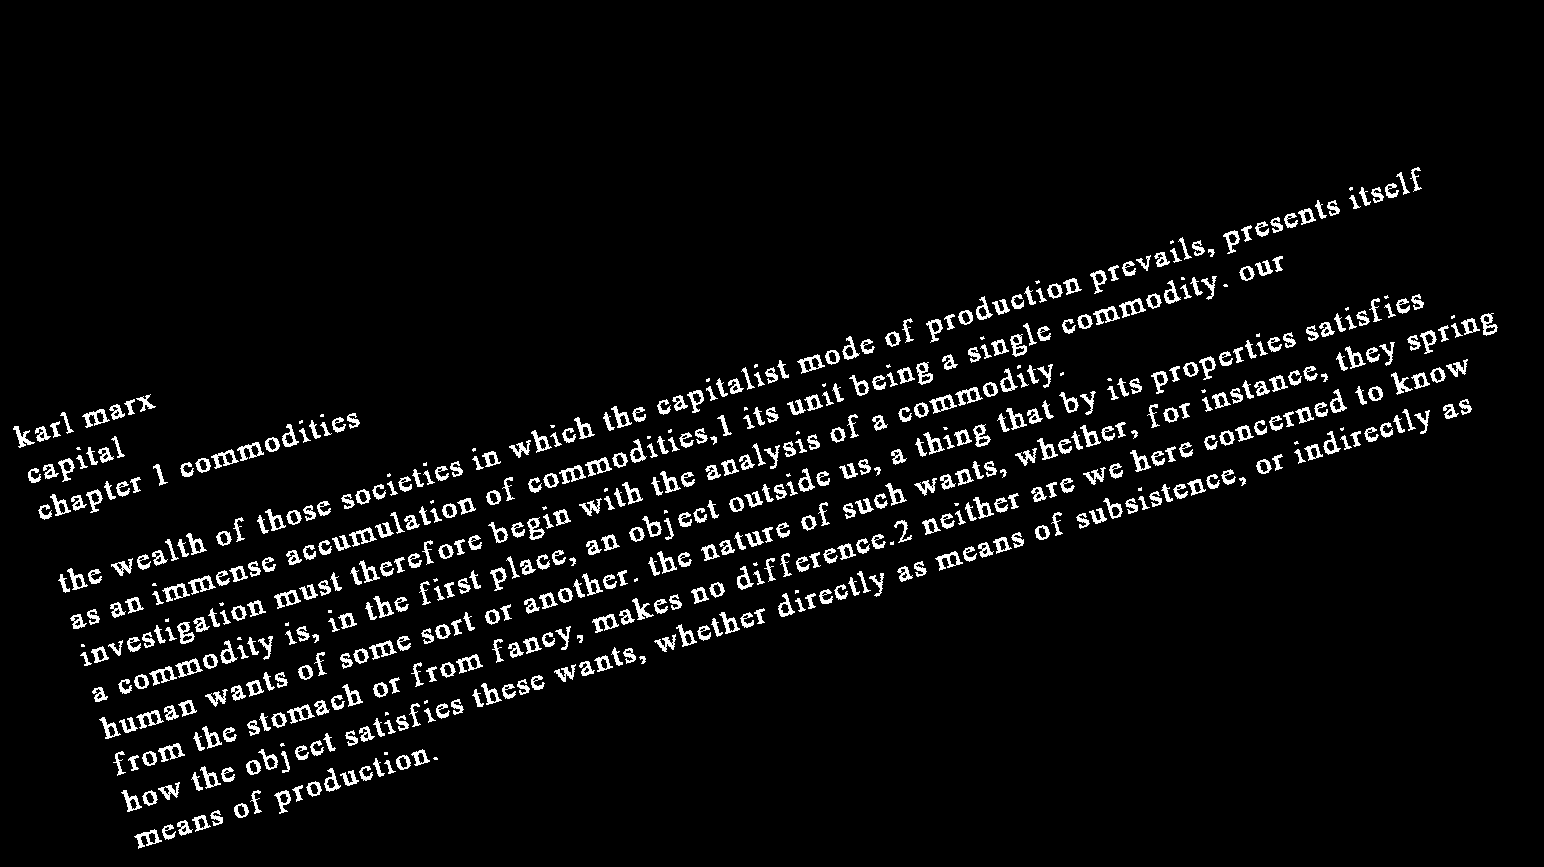 karl marx
capital
chapter 1 commodities
the wealth of those societies in which the capitalist mode of production prevails, presents itself
as an immense accumulation of commodities,1 its unit being a single commodity. our
investigation must therefore begin with the analysis of a commodity.
a commodity is, in the first place, an object outside us, a thing that by its properties satisfies
human wants of some sort or another. the nature of such wants, whether, for instance, they spring
from the stomach or from fancy, makes no difference.2 neither are we here concerned to know
how the object satisfies these wants, whether directly as means of subsistence, or indirectly as
means of production.